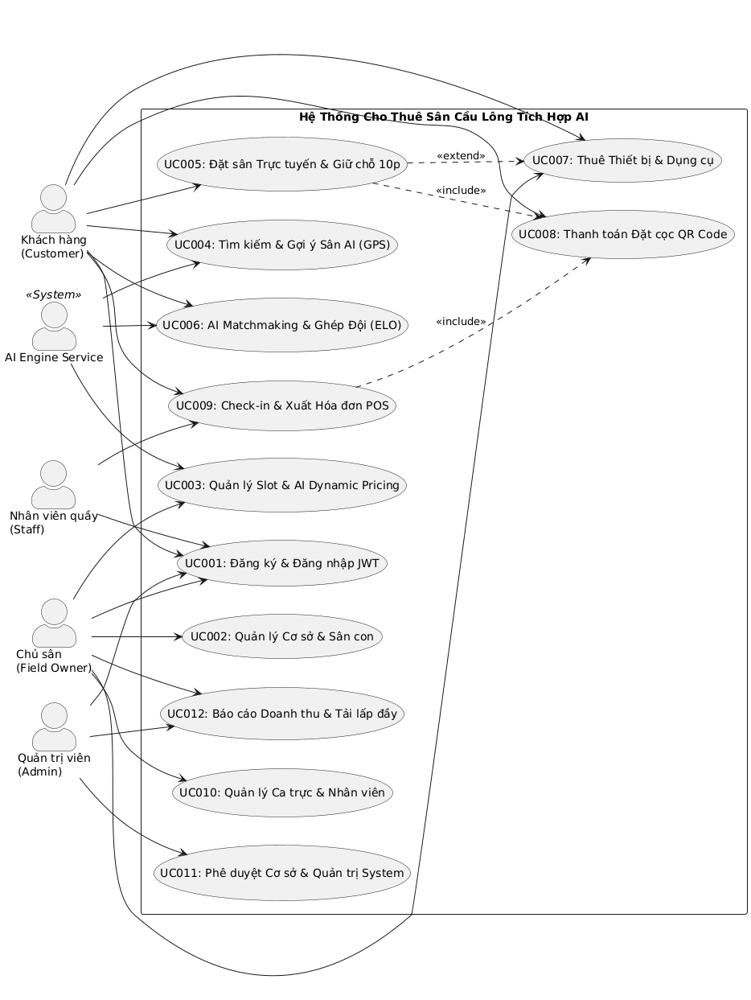 Hệ Thống Cho Thuê Sân Cầu Lông Tích Hợp AI
UC005: Đặt sân Trực tuyến & Giữ chỗ 10p
«extend»
UC007: Thuê Thiết bị & Dụng cụ
«include»
Khách hàng
(Customer)
UC004: Tìm kiếm & Gợi ý Sân AI (GPS)
UC008: Thanh toán Đặt cọc QR Code
«System»
AI Engine Service
UC006: AI Matchmaking & Ghép Đội (ELO)
«include»
UC009: Check-in & Xuất Hóa đơn POS
UC003: Quản lý Slot & AI Dynamic Pricing
Nhân viên quầy
(Staff)
UC001: Đăng ký & Đăng nhập JWT
UC002: Quản lý Cơ sở & Sân con
Chủ sân
(Field Owner)
UC012: Báo cáo Doanh thu & Tải lấp đầy
Quản trị viên
(Admin)
UC010: Quản lý Ca trực & Nhân viên
UC011: Phê duyệt Cơ sở & Quản trị System